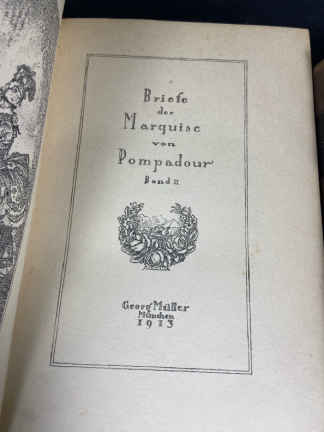 Briefe
der
Marquise
von
Pompadour
Band II
Georg Müller
München
1913